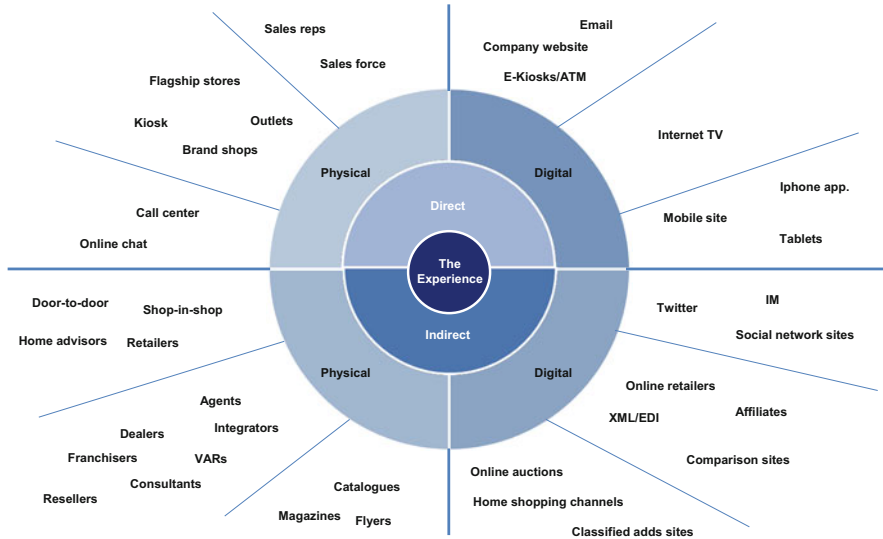 Sales reps
Email
Company website
Sales force
E-Kiosks/ATM
Flagship stores
Kiosk
Outlets
Brand shops
Internet TV
Physical
Digital
Iphone app.
Direct
Call center
Mobile site
Online chat
Tablets
The
Experience
Door-to-door
Shop-in-shop
Twitter
IM
Home advisors
Retailers
Indirect
Social network sites
Physical
Digital
Agents
Online retailers
Dealers
Integrators
XML/EDI
Affiliates
Franchisers
VARs
Comparison sites
Resellers
Consultants
Catalogues
Online auctions
Magazines
Flyers
Home shopping channels
Classified adds sites